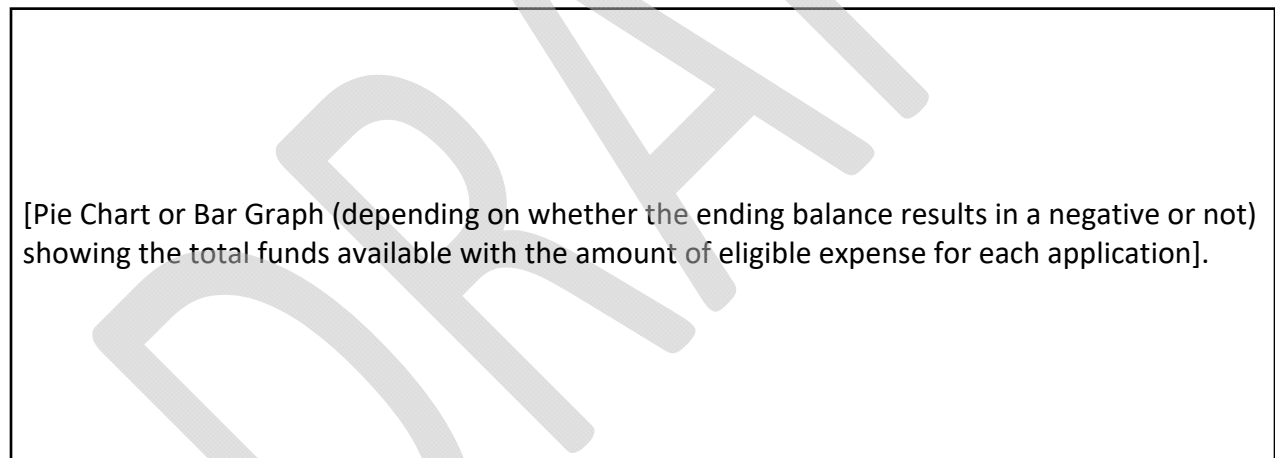 [Pie Chart or Bar Graph (depending on whether the ending balance results in a negative or not)
showing the total funds available with the amount of eligible expense for each application].
DRAFT